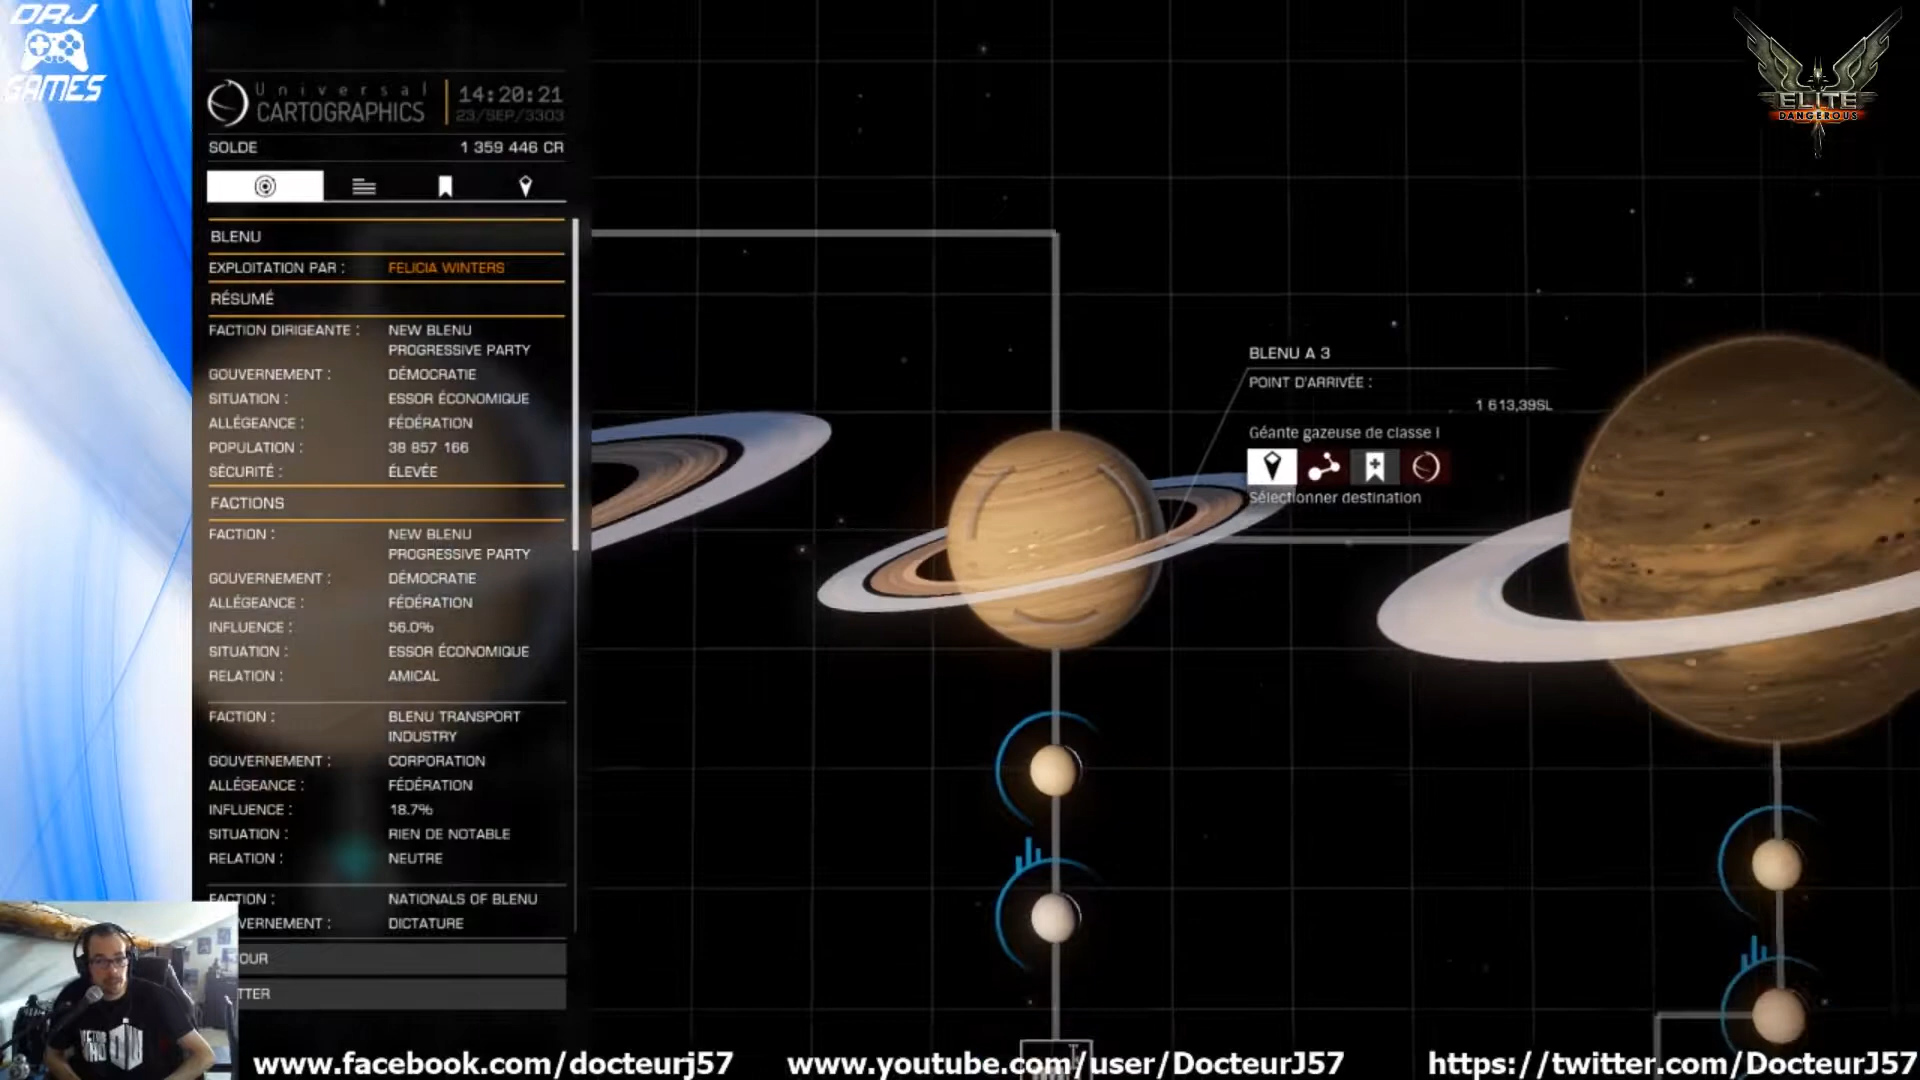 DRJ
GAMES
ELITE
DANGEROUS
Universal
CARTOGRAPHICS
14:20:21
23/SEP/3303
SOLDE 1 359 446 CR
BLENU
EXPLOITATION PAR : FELICIA WINTERS
RÉSUMÉ
FACTION DIRIGEANTE : NEW BLENU
PROGRESSIVE PARTY
GOUVERNEMENT : DÉMOCRATIE
SITUATION : ESSOR ÉCONOMIQUE
ALLÉGEANCE : FÉDÉRATION
POPULATION : 38 857 166
SÉCURITÉ : ÉLEVÉE
FACTIONS
FACTION : NEW BLENU
PROGRESSIVE PARTY
GOUVERNEMENT : DÉMOCRATIE
ALLÉGEANCE : FÉDÉRATION
INFLUENCE : 56.0%
SITUATION : ESSOR ÉCONOMIQUE
RELATION : AMICAL
FACTION : BLENU TRANSPORT
INDUSTRY
GOUVERNEMENT : CORPORATION
ALLÉGEANCE : FÉDÉRATION
INFLUENCE : 18.7%
SITUATION : RIEN DE NOTABLE
RELATION : NEUTRE
FACTION : NATIONALS OF BLENU
VERNEMENT : DICTATURE
OUR
TTER
BLENU A 3
POINT D'ARRIVÉE :
1 613,39SL
Géante gazeuse de classe I
Sélectionner destination
www.facebook.com/docteurj57
www.youtube.com/user/DocteurJ57
https://twitter.com/DocteurJ57